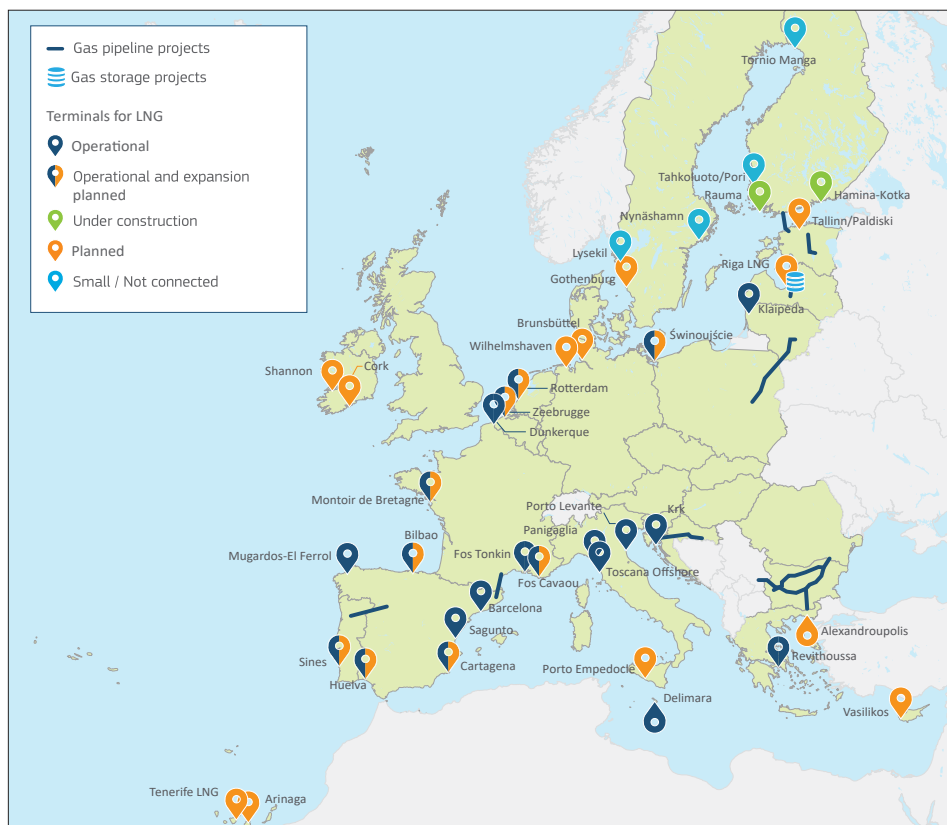 Gas pipeline projects
Gas storage projects
Terminals for LNG
Operational
Operational and expansion
planned
Under construction
Planned
Small / Not connected
Tornio Manga
Tahkoluoto/Pori
Rauma
Hamina-Kotka
Nynäshamn
Tallinn/Paldiski
Lysekil
Riga LNG
Gothenburg
Klaipėda
Brunsbüttel
Świnoujście
Wilhelmshaven
Cork
Shannon
Rotterdam
Zeebrugge
Dunkerque
Montoir de Bretagne
Porto Levante
Krk
Panigaglia
Bilbao
Fos Tonkin
Mugardos-El Ferrol
Toscana Offshore
Fos Cavaou
Barcelona
Sagunto
Alexandroupolis
Revithoussa
Sines
Cartagena
Porto Empedocle
Huelva
Delimara
Vasilikos
Tenerife LNG
Arinaga